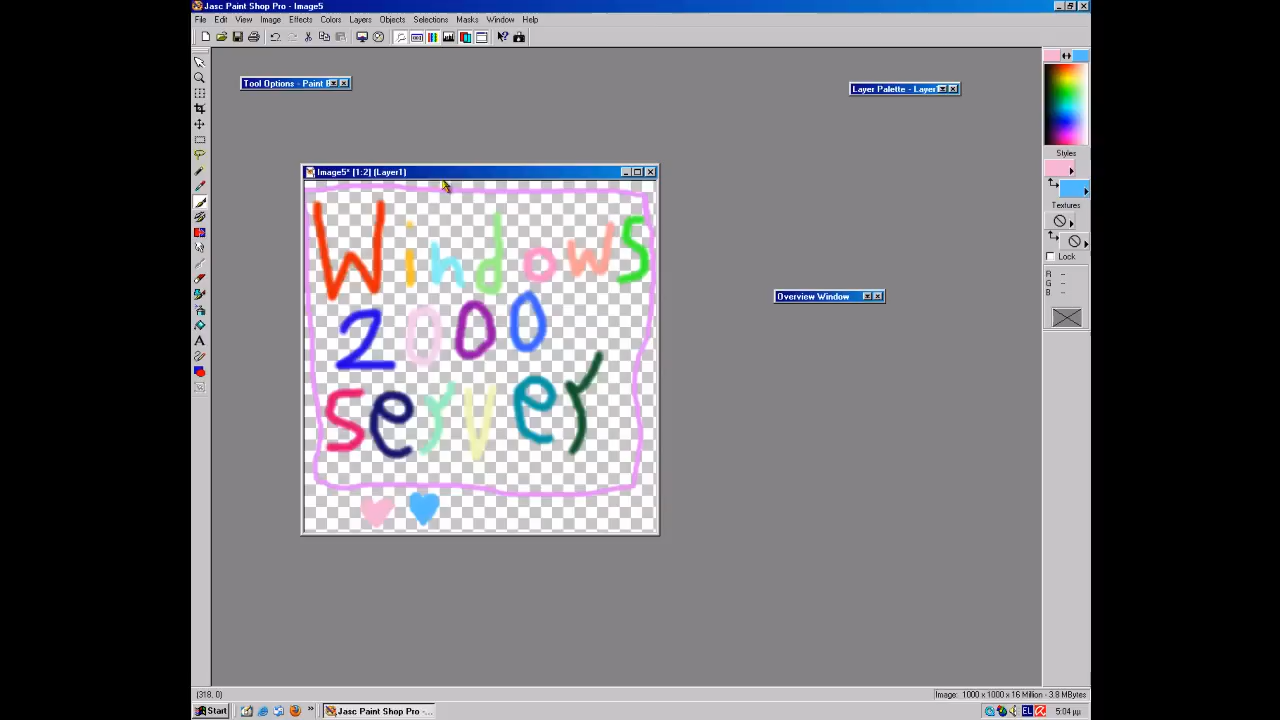 Jasc Paint Shop Pro - Image5
File Edit View Image Effects Colors Layers Objects Selections Masks Window Help
Tool Options - Paint
Layer Palette - Layer
Image5* [1:2] (Layer1)
Windows
2000
server
Overview Window
Styles
Textures
Lock
R --
G --
B --
(318, 0)
Image: 1000 x 1000 x 16 Million - 3.8 MBytes
Start
Jasc Paint Shop Pro -...
EL
5:04 μμ